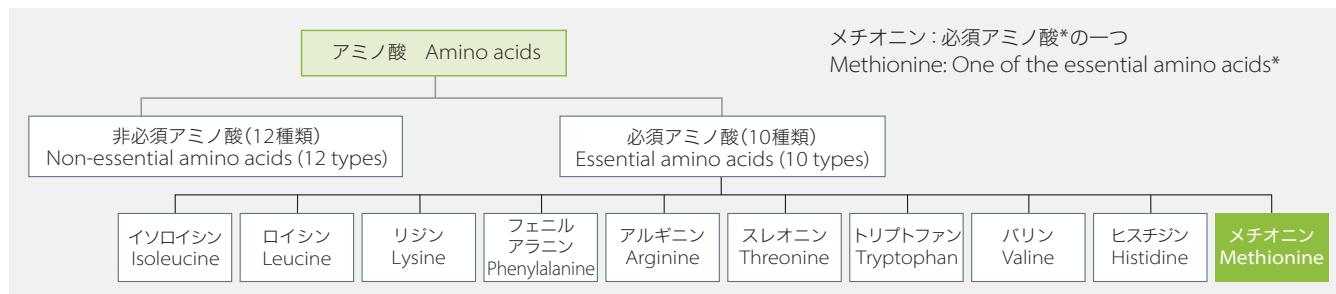 アミノ酸　Amino acids
メチオニン：必須アミノ酸*の一つ
Methionine: One of the essential amino acids*
非必須アミノ酸（12種類）
Non-essential amino acids (12 types)
必須アミノ酸（10種類）
Essential amino acids (10 types)
イソロイシン
Isoleucine
ロイシン
Leucine
リジン
Lysine
フェニル
アラニン
Phenylalanine
アルギニン
Arginine
スレオニン
Threonine
トリプトファン
Tryptophan
バリン
Valine
ヒスチジン
Histidine
メチオニン
Methionine